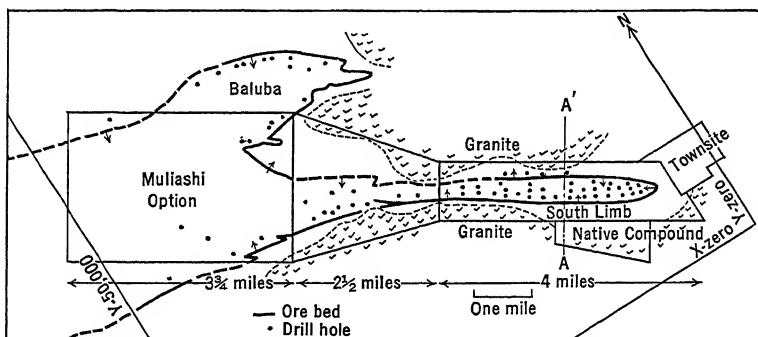 N
Baluba
A'
Granite
Townsite
Muliashi
Option
South Limb
Granite
Native Compound
X-zero Y-zero
A
Y-50,000
3¾ miles
2½ miles
4 miles
One mile
Ore bed
Drill hole